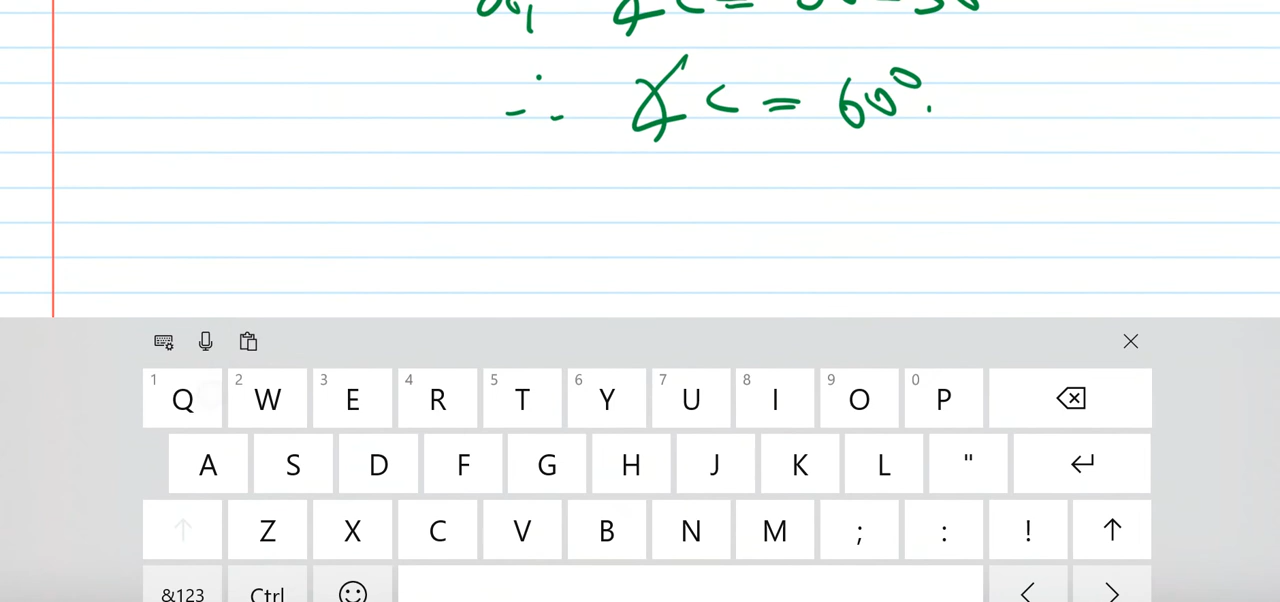 ∴ ∡C = 60°.
1 2 3 4 5 6 7 8 9 0
Q W E R T Y U I O P
A S D F G H J K L "
Z X C V B N M ; : !
&123 Ctrl